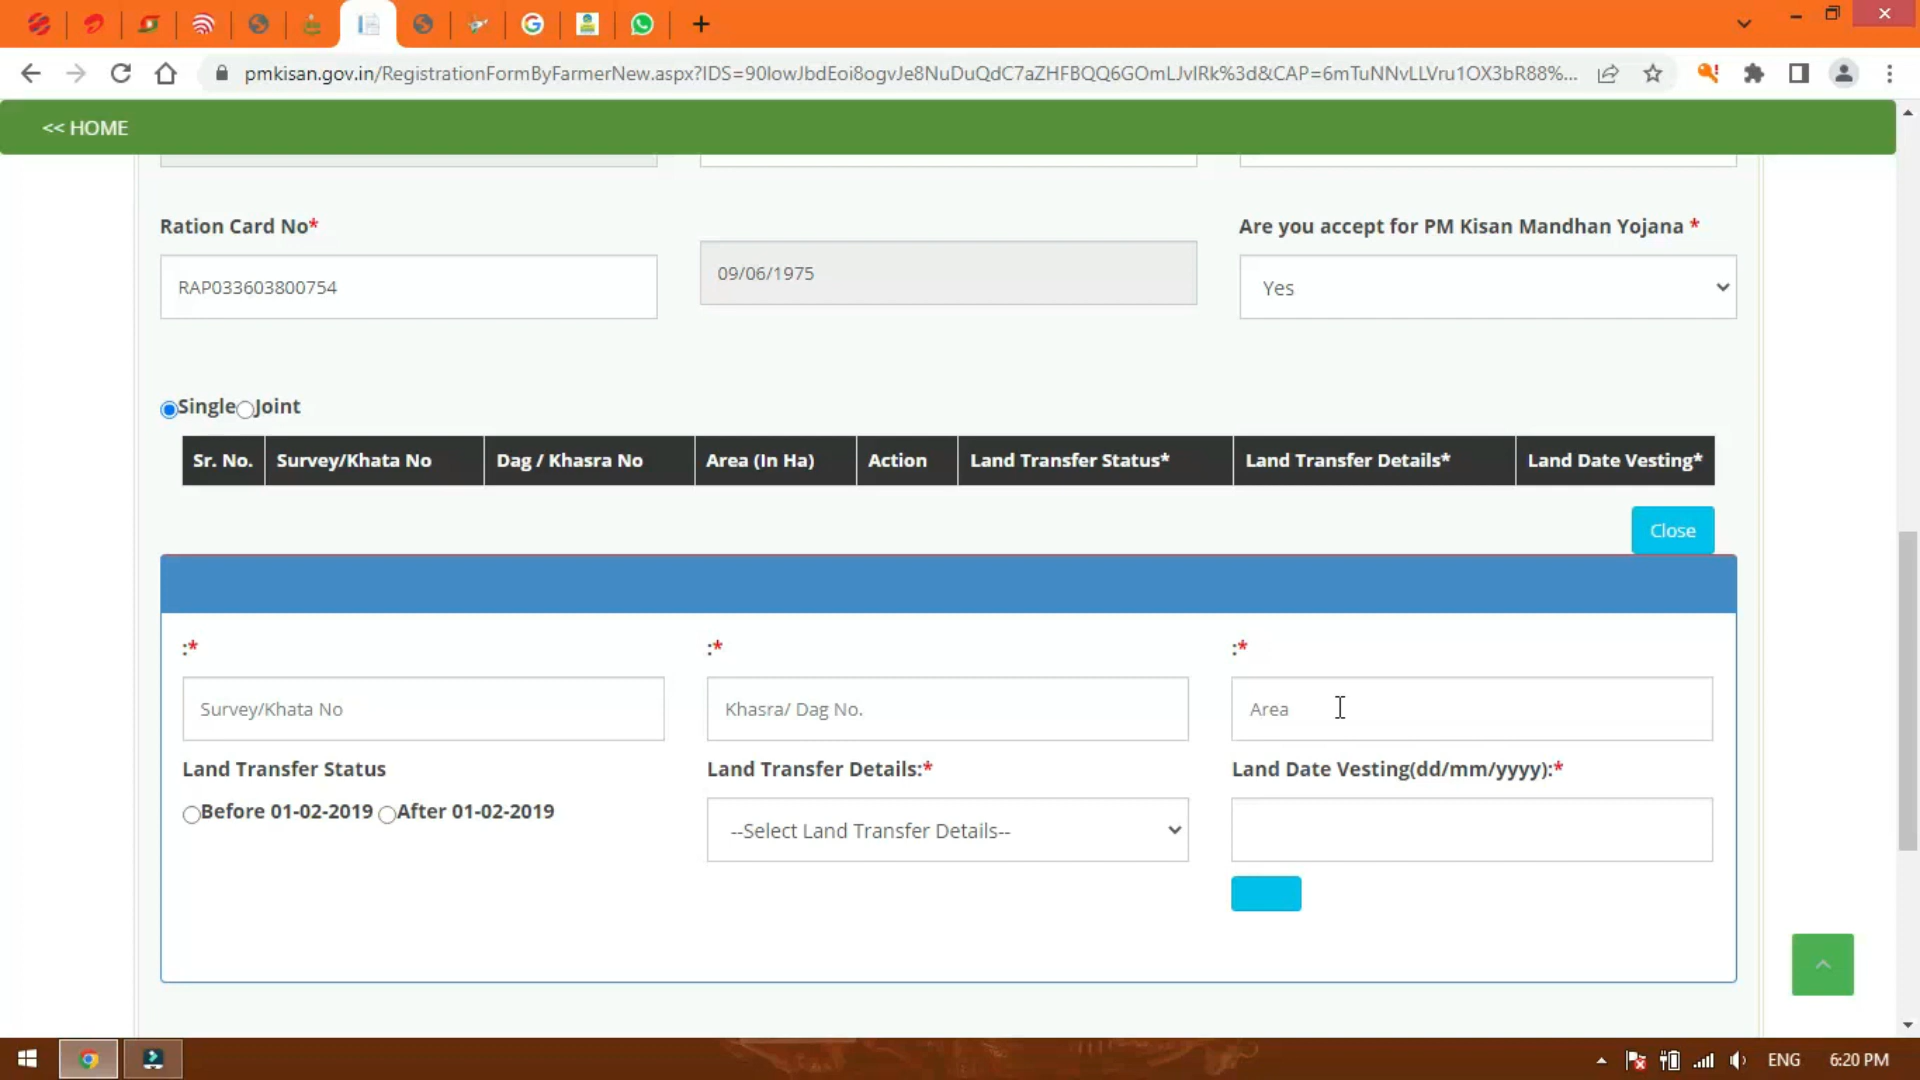 pmkisan.gov.in/RegistrationFormByFarmerNew.aspx?IDS=90lowJbdEoi8ogvJe8NuDuQdC7aZHFBQQ6GOmLJvlRk%3d&CAP=6mTuNNvLLVru1OX3bR88%...
<< HOME
Ration Card No*
Are you accept for PM Kisan Mandhan Yojana *
RAP033603800754
09/06/1975
Yes
Single Joint
Sr. No. Survey/Khata No Dag / Khasra No Area (In Ha) Action Land Transfer Status* Land Transfer Details* Land Date Vesting*
Close
:* :* :*
Survey/Khata No Khasra/ Dag No. Area
Land Transfer Status Land Transfer Details:* Land Date Vesting(dd/mm/yyyy):*
Before 01-02-2019 After 01-02-2019
--Select Land Transfer Details--
ENG 6:20 PM